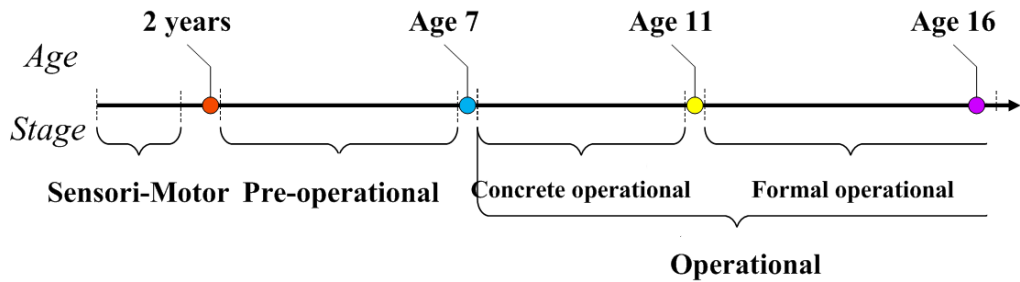 2 years Age 7 Age 11 Age 16
Age
Stage
Sensori-Motor Pre-operational Concrete operational Formal operational
Operational